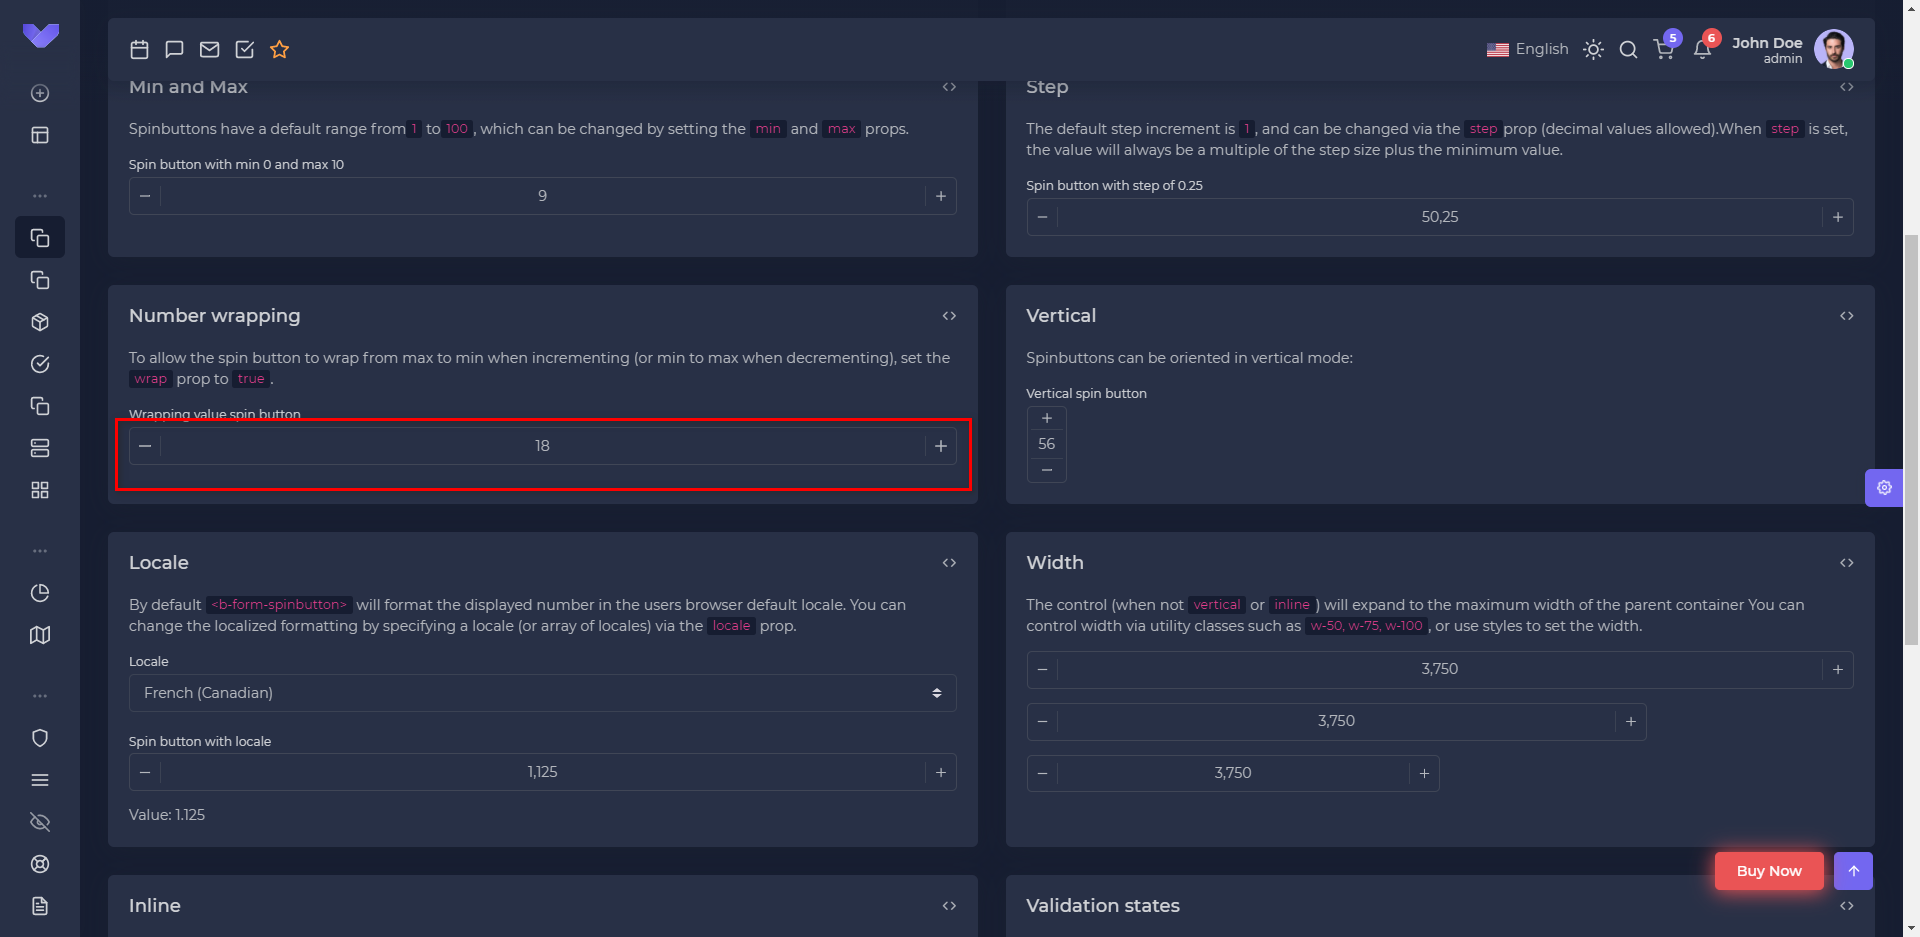 English
5
6
John Doe
admin
Min and Max
Spinbuttons have a default range from 1 to 100 , which can be changed by setting the min and max props.
Spin button with min 0 and max 10
− 9 +
Step
The default step increment is 1 , and can be changed via the step prop (decimal values allowed).When step is set,
the value will always be a multiple of the step size plus the minimum value.
Spin button with step of 0.25
− 50,25 +
Number wrapping
To allow the spin button to wrap from max to min when incrementing (or min to max when decrementing), set the
wrap prop to true .
Wrapping value spin button
− 18 +
Vertical
Spinbuttons can be oriented in vertical mode:
Vertical spin button
+
56
−
Locale
By default <b-form-spinbutton> will format the displayed number in the users browser default locale. You can
change the localized formatting by specifying a locale (or array of locales) via the locale prop.
Locale
French (Canadian)
Spin button with locale
− 1,125 +
Value: 1.125
Width
The control (when not vertical or inline ) will expand to the maximum width of the parent container You can
control width via utility classes such as w-50, w-75, w-100 , or use styles to set the width.
− 3,750 +
− 3,750 +
− 3,750 +
Buy Now
Inline
Validation states